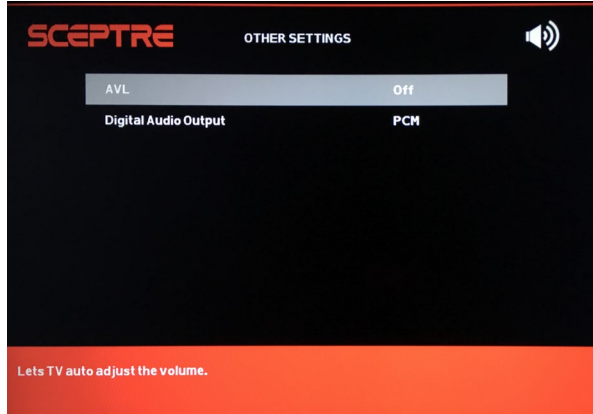 SCEPTRE
OTHER SETTINGS
AVL Off
Digital Audio Output PCM
Lets TV auto adjust the volume.